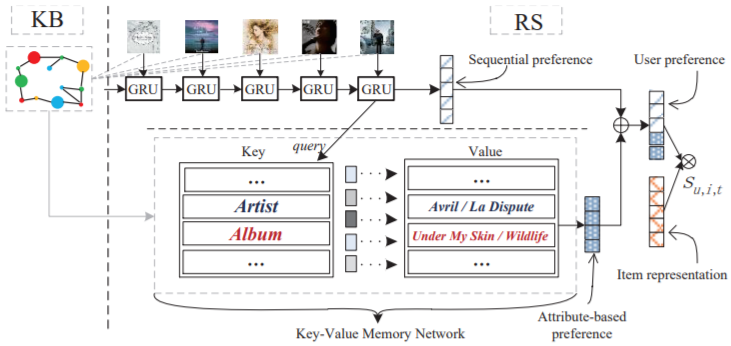 KB
RS
GRU
GRU
GRU
GRU
GRU
Sequential preference
User preference
query
Key
Value
...
...
Artist
Avril / La Dispute
Album
Under My Skin / Wildlife
...
...
S_{u,i,t}
Item representation
Attribute-based
preference
Key-Value Memory Network